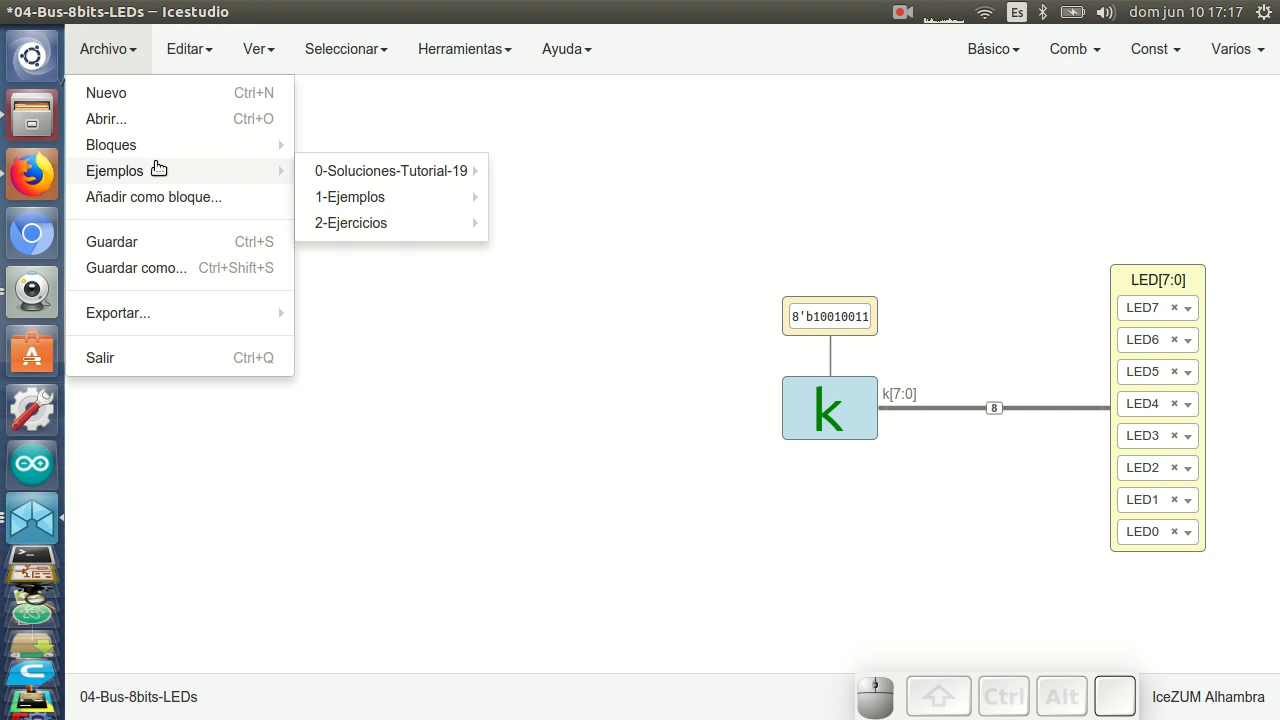 *04-Bus-8bits-LEDs — Icestudio
Es
dom jun 10 17:17
Archivo Editar Ver Seleccionar Herramientas Ayuda Básico Comb Const Varios
Nuevo Ctrl+N
Abrir... Ctrl+O
Bloques
Ejemplos
Añadir como bloque...
Guardar Ctrl+S
Guardar como... Ctrl+Shift+S
Exportar...
Salir Ctrl+Q
0-Soluciones-Tutorial-19
1-Ejemplos
2-Ejercicios
8'b10010011
k
k[7:0]
8
LED[7:0]
LED7
LED6
LED5
LED4
LED3
LED2
LED1
LED0
04-Bus-8bits-LEDs
Ctrl
Alt
IceZUM Alhambra